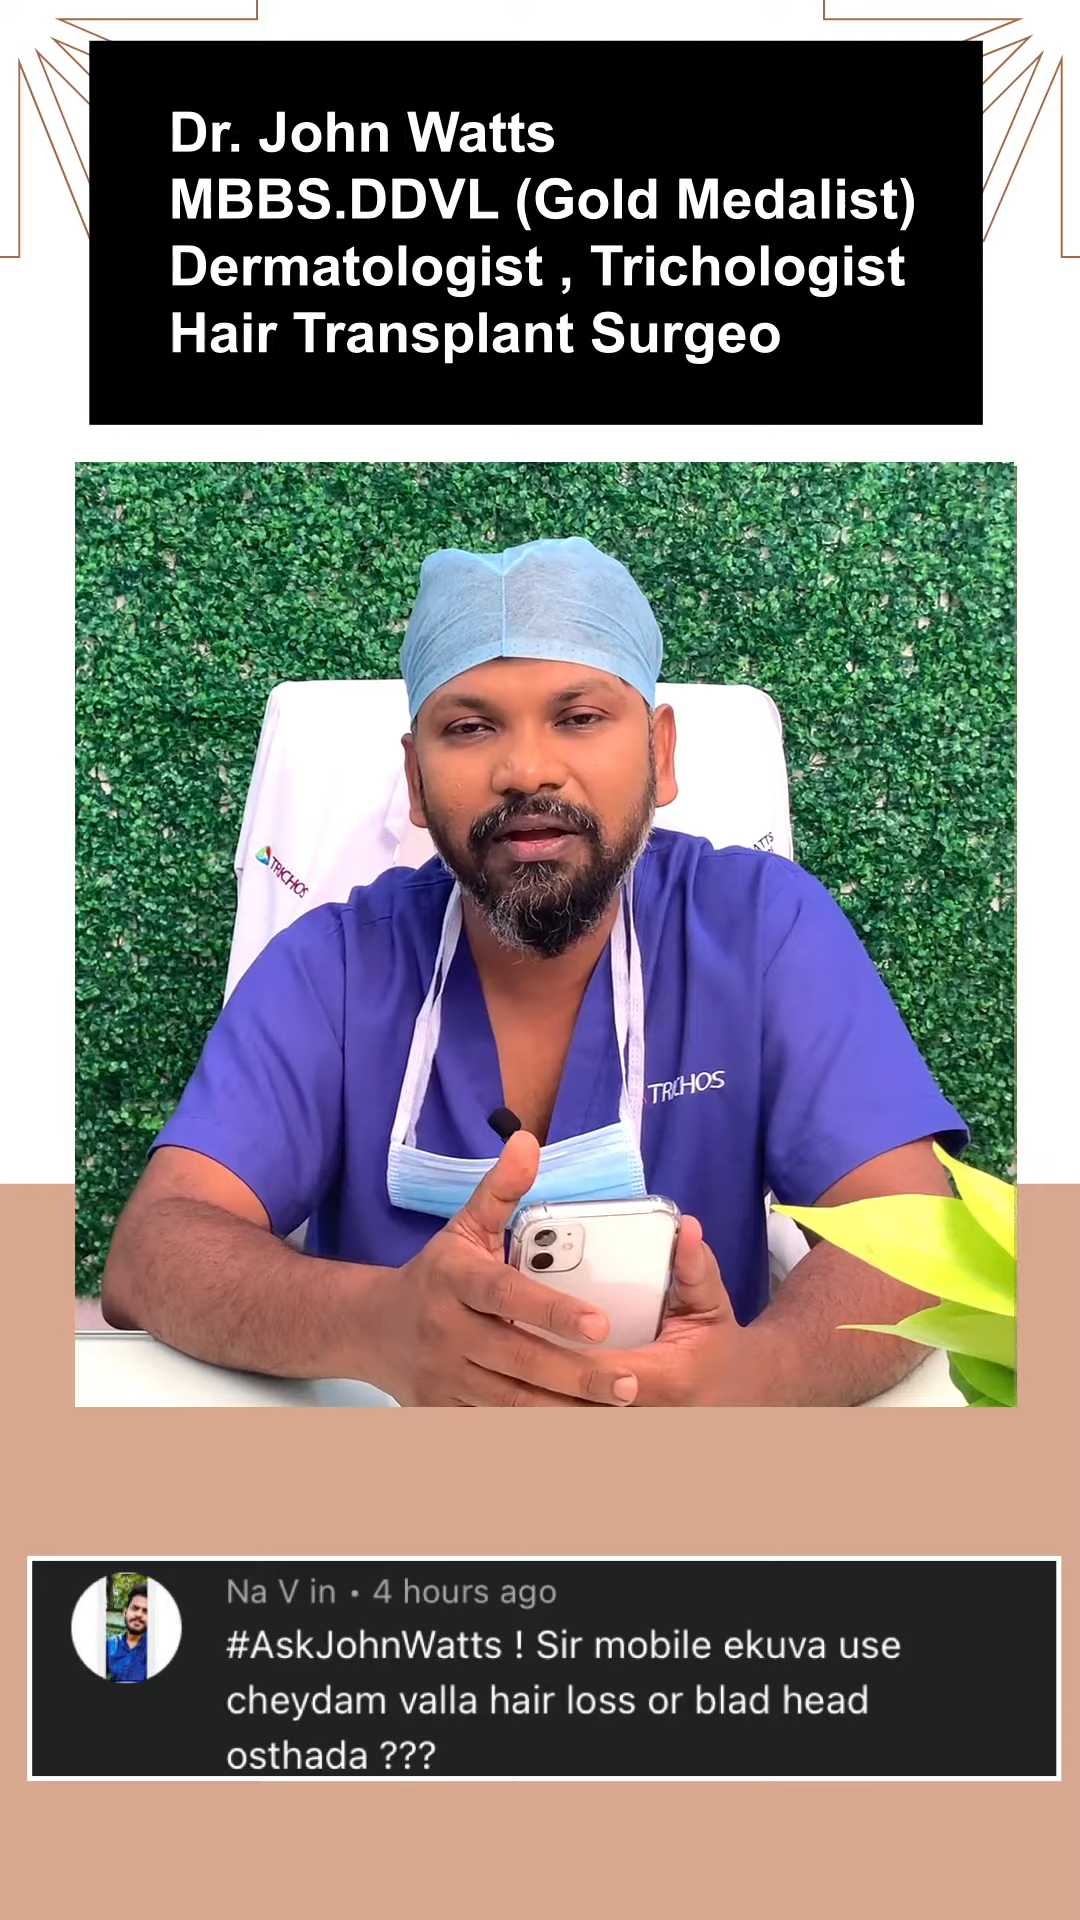 Dr. John Watts
MBBS.DDVL (Gold Medalist)
Dermatologist , Trichologist
Hair Transplant Surgeo
TRICHOS
TRICHOS
Na V in • 4 hours ago
#AskJohnWatts ! Sir mobile ekuva use
cheydam valla hair loss or blad head
osthada ???